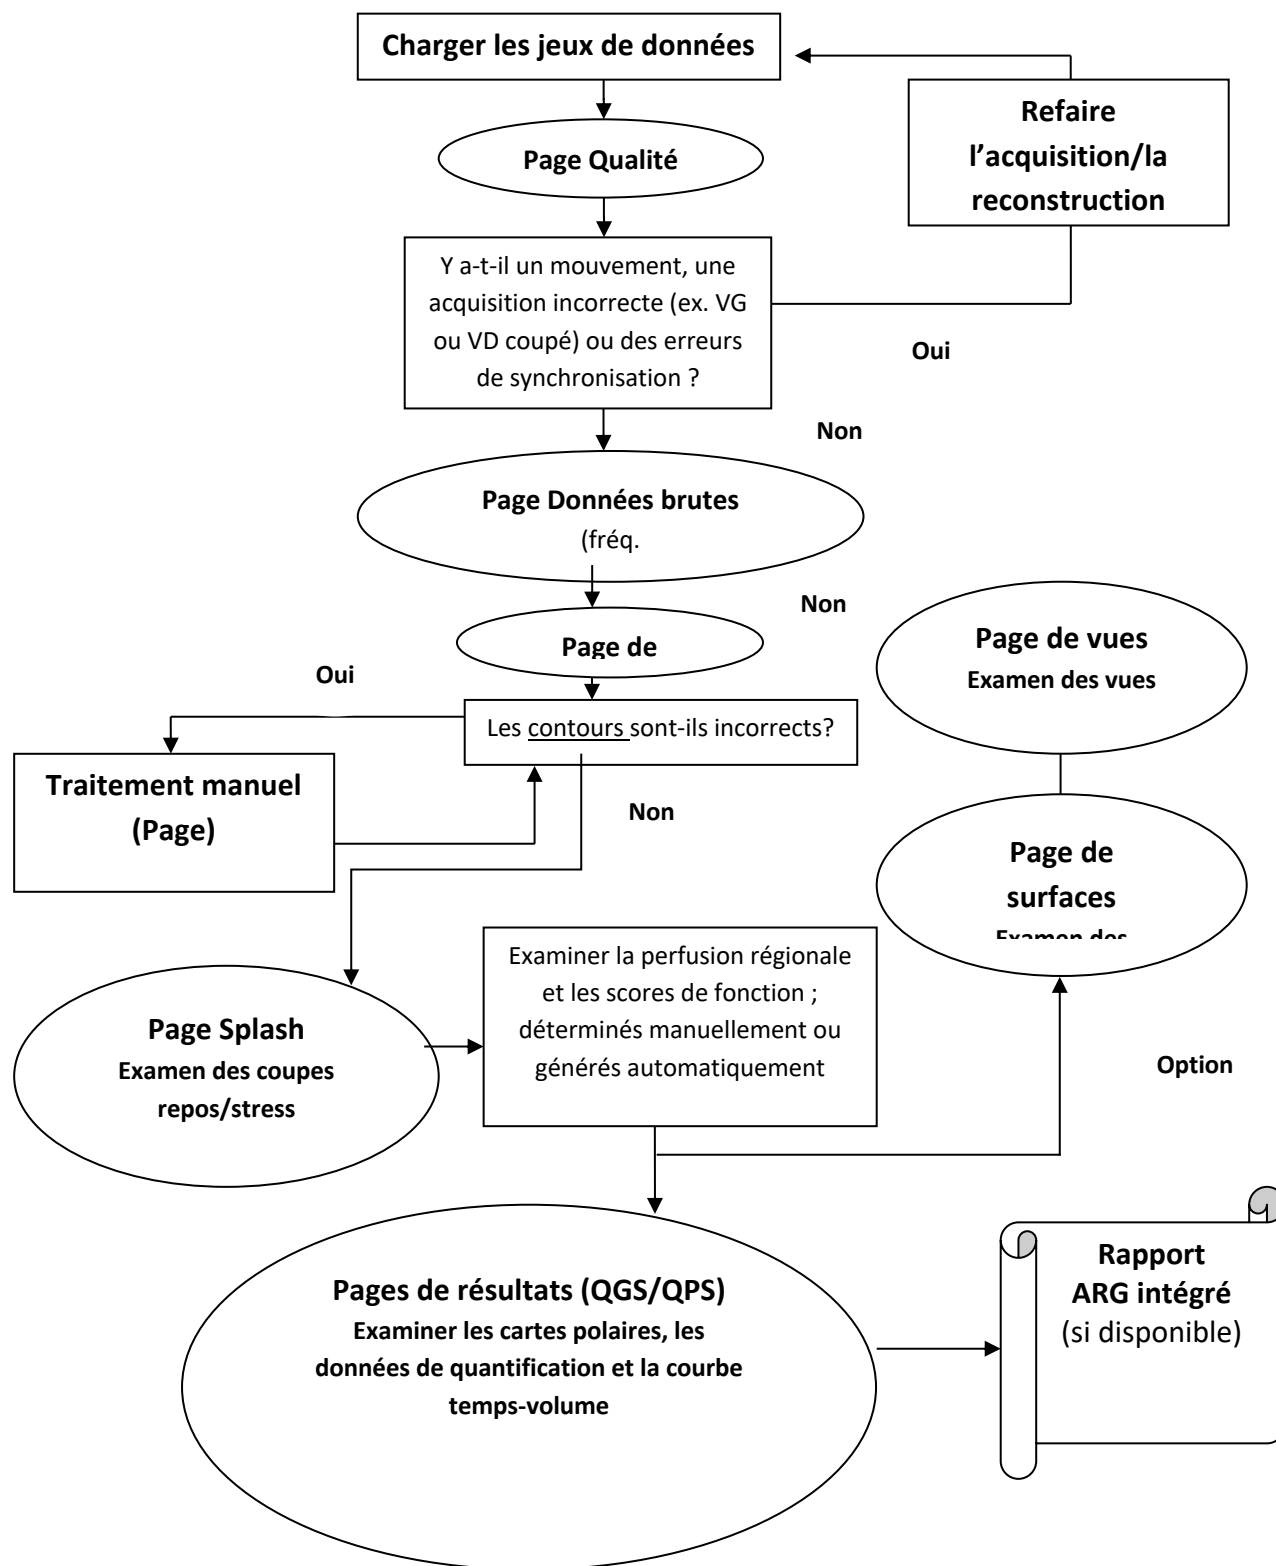 Charger les jeux de données
Refaire
l'acquisition/la
reconstruction
Page Qualité
Y a-t-il un mouvement, une
acquisition incorrecte (ex. VG
ou VD coupé) ou des erreurs
de synchronisation ?
Oui
Non
Page Données brutes
(fréq.
Non
Page de
Page de vues
Examen des vues
Oui
Les contours sont-ils incorrects?
Traitement manuel
(Page)
Non
Page de
surfaces
Examen des
Examiner la perfusion régionale
et les scores de fonction ;
déterminés manuellement ou
générés automatiquement
Page Splash
Examen des coupes
repos/stress
Option
Rapport
ARG intégré
(si disponible)
Pages de résultats (QGS/QPS)
Examiner les cartes polaires, les
données de quantification et la courbe
temps-volume